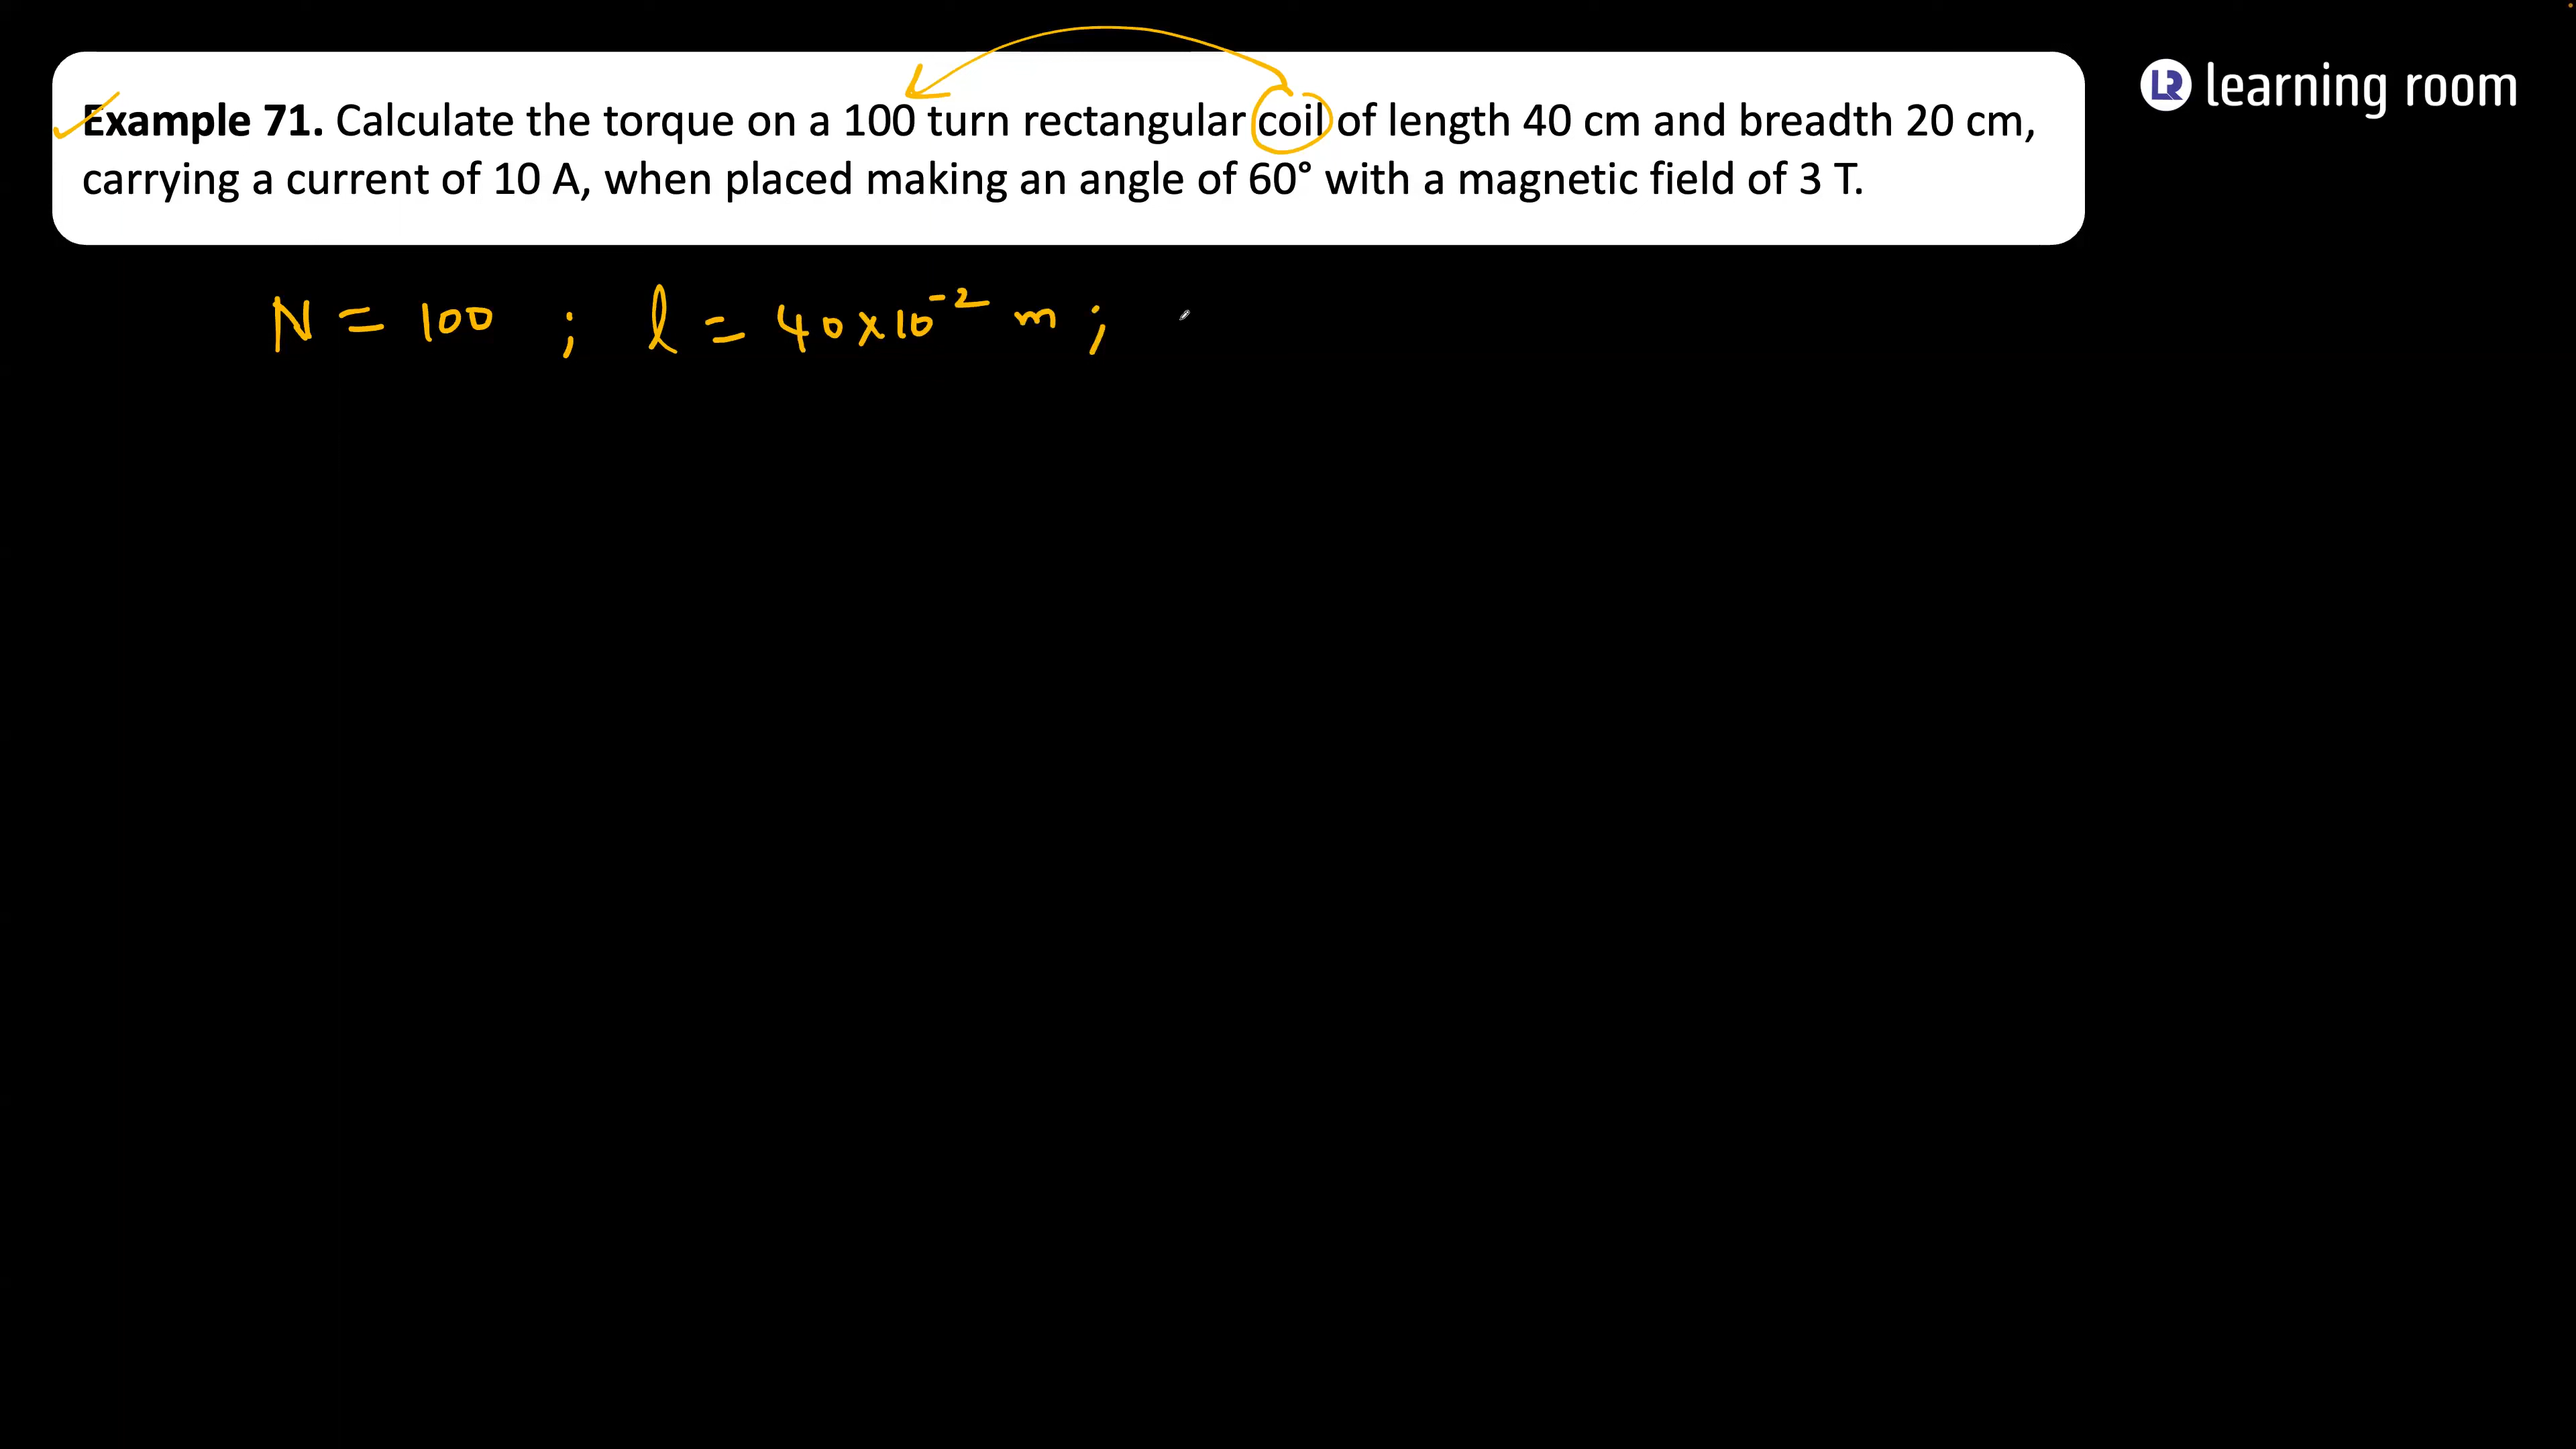 Example 71. Calculate the torque on a 100 turn rectangular coil of length 40 cm and breadth 20 cm,
carrying a current of 10 A, when placed making an angle of 60° with a magnetic field of 3 T.
LR learning room
N = 100 ; l = 40×10⁻² m ;